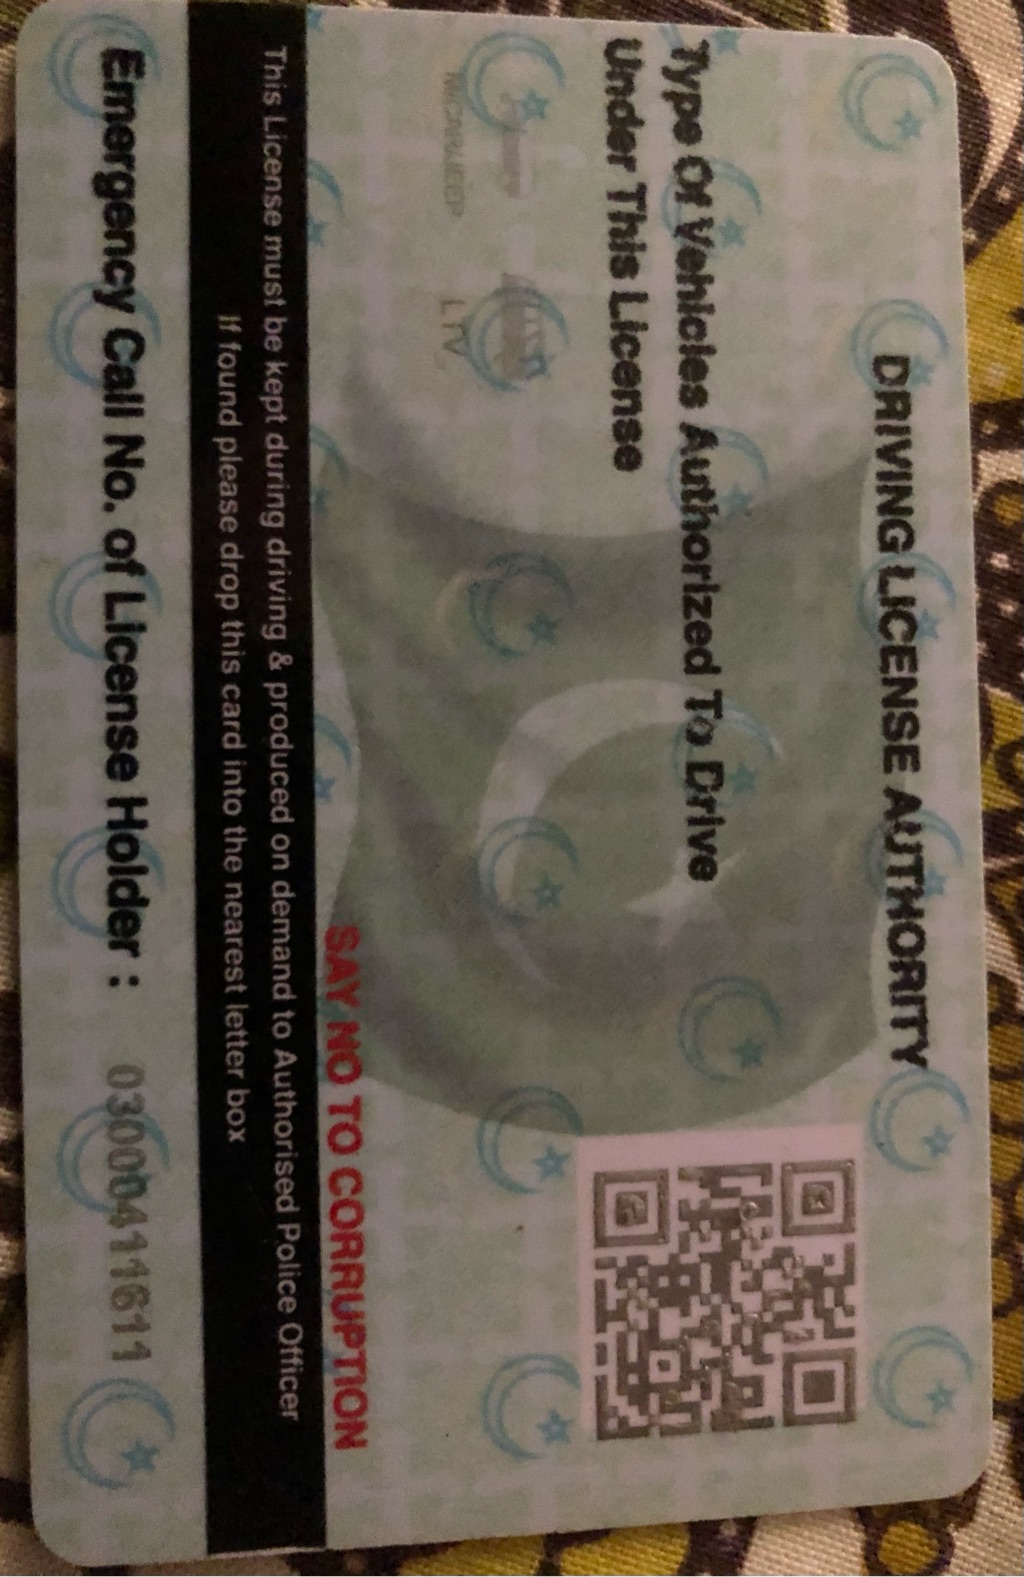 DRIVING LICENSE AUTHORITY
Type Of Vehicles Authorized To Drive
Under This License
L TV
SAY NO TO CORRUPTION
This License must be kept during driving & produced on demand to Authorised Police Officer
If found please drop this card into the nearest letter box
Emergency Call No. of License Holder : 03000411611